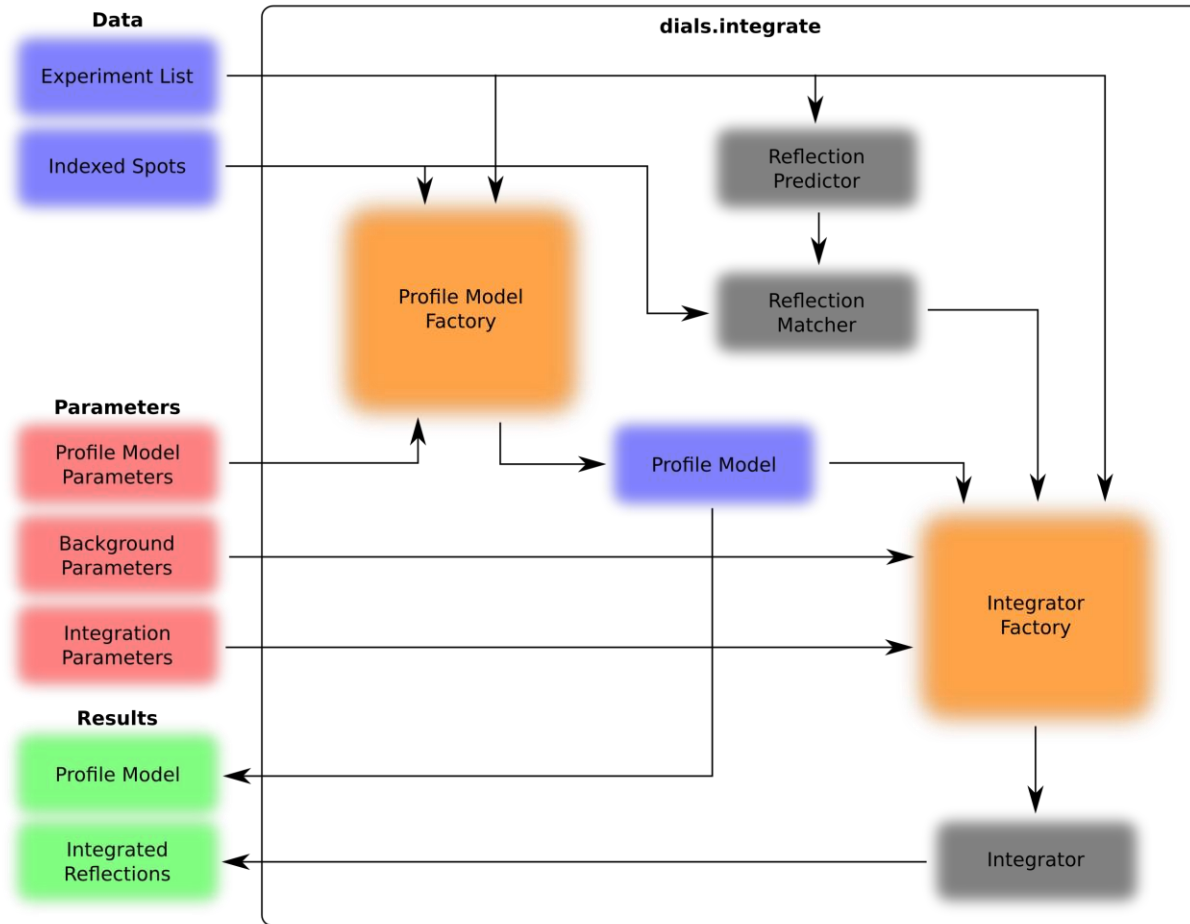 Data
dials.integrate
Experiment List
Indexed Spots
Reflection
Predictor
Profile Model
Factory
Reflection
Matcher
Parameters
Profile Model
Parameters
Profile Model
Background
Parameters
Integration
Parameters
Integrator
Factory
Results
Profile Model
Integrated
Reflections
Integrator